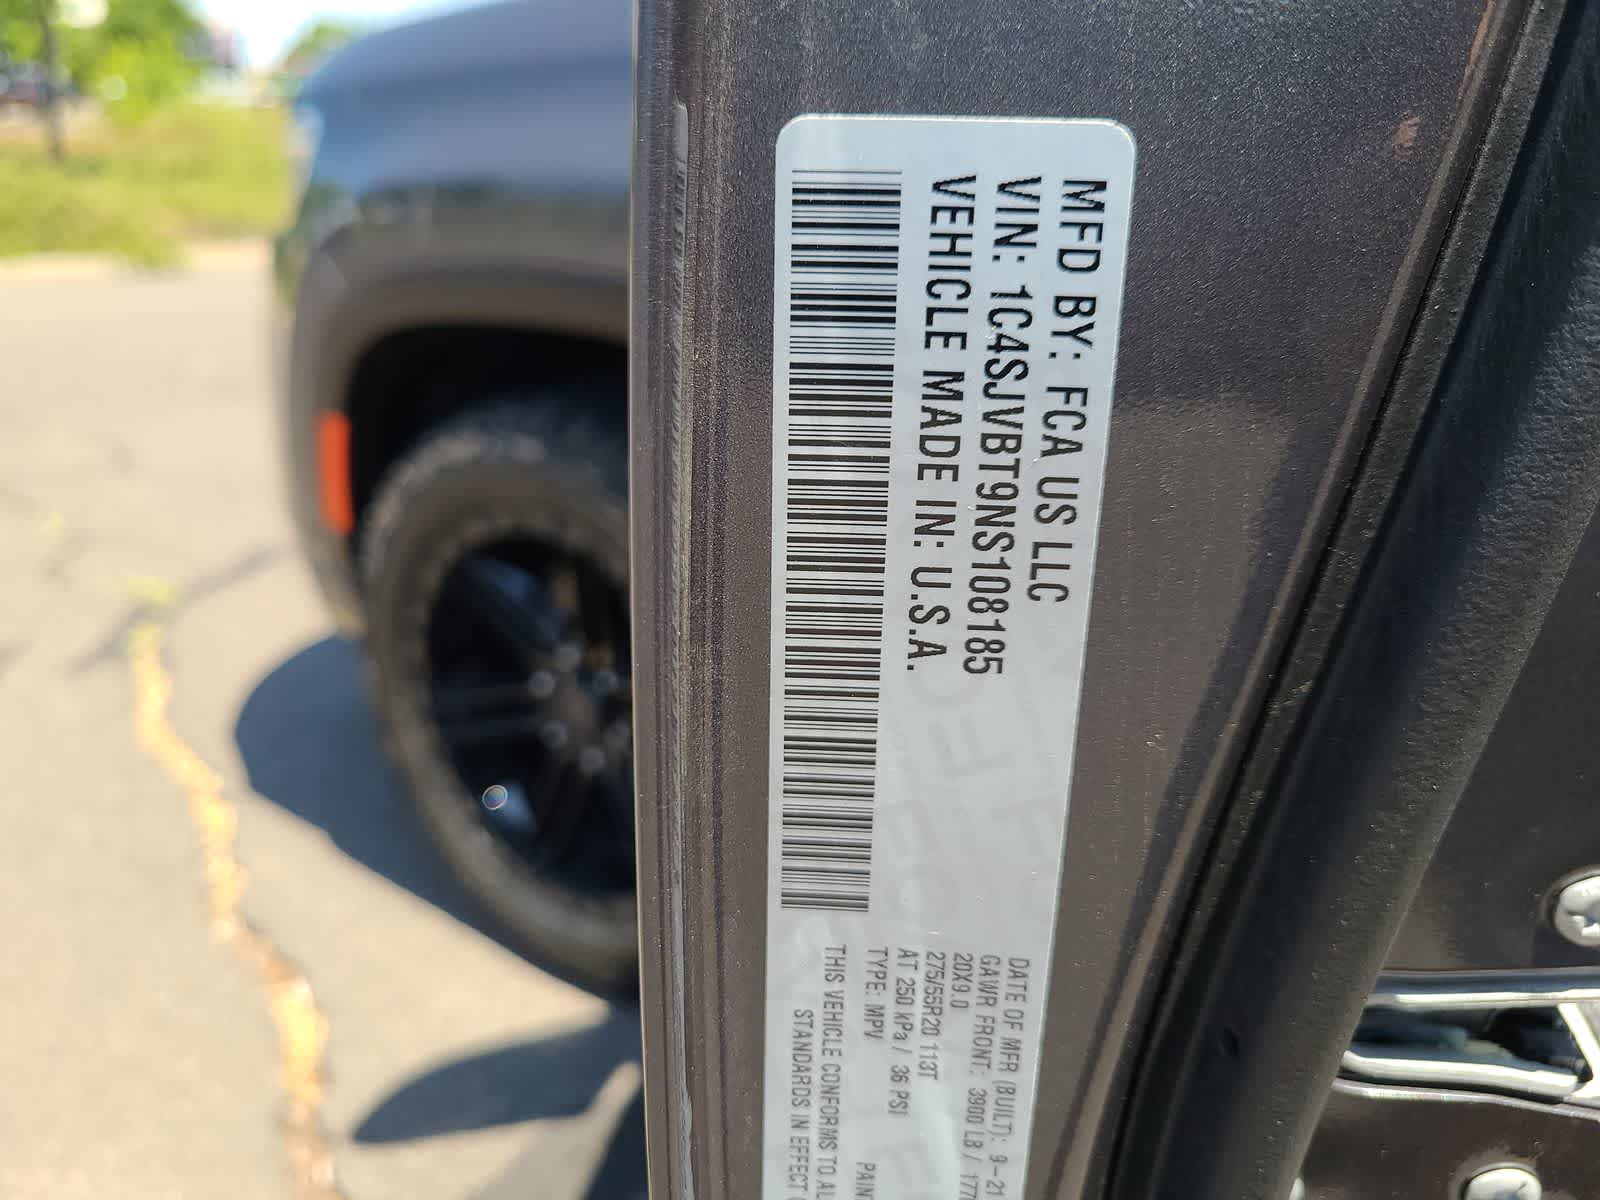 MFD BY: FCA US LLC
VIN: 1C4SJVBT9NS108185
VEHICLE MADE IN: U.S.A.
DATE OF MFR (BUILT): 9-21
GAWR FRONT: 3900 LB / 177
20X9.0
275/55R20 113T
AT 250 kPa / 36 PSI
TYPE: MPV PAINT
THIS VEHICLE CONFORMS TO AL
STANDARDS IN EFFECT